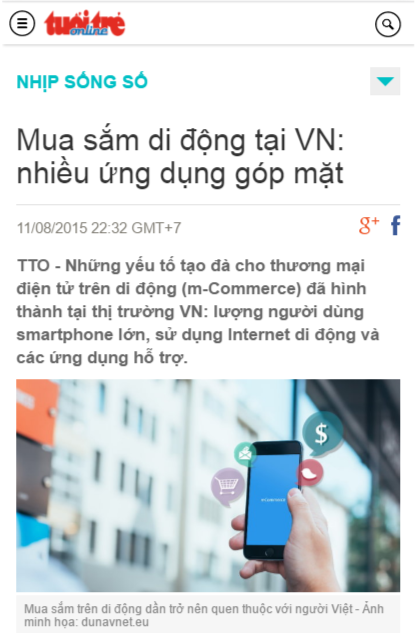 tuổi trẻ
online
NHỊP SỐNG SỐ
Mua sắm di động tại VN:
nhiều ứng dụng góp mặt
11/08/2015 22:32 GMT+7
g+ f
TTO - Những yếu tố tạo đà cho thương mại
điện tử trên di động (m-Commerce) đã hình
thành tại thị trường VN: lượng người dùng
smartphone lớn, sử dụng Internet di động và
các ứng dụng hỗ trợ.
$
Mua sắm trên di động dần trở nên quen thuộc với người Việt - Ảnh
minh họa: dunavnet.eu